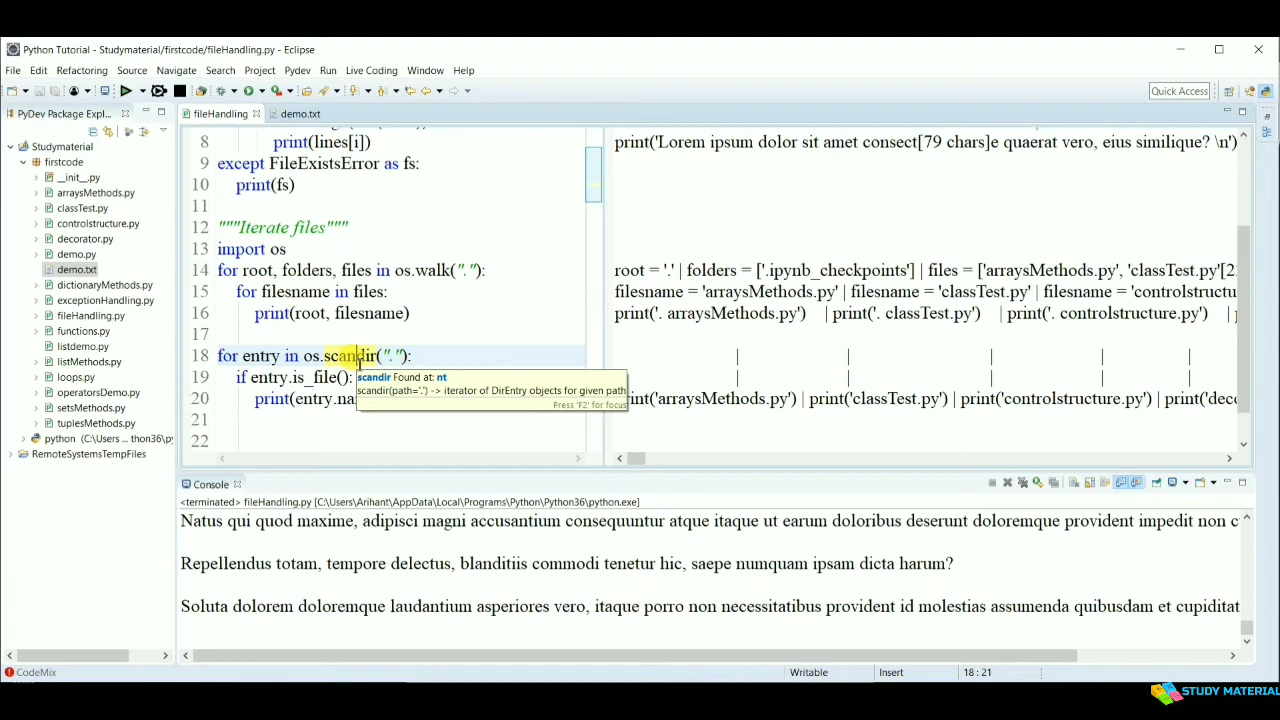 Python Tutorial - Studymaterial/firstcode/fileHandling.py - Eclipse
File Edit Refactoring Source Navigate Search Project Pydev Run Live Coding Window Help
Quick Access
PyDev Package Expl...
Studymaterial
firstcode
__init__.py
arraysMethods.py
classTest.py
controlstructure.py
decorator.py
demo.py
demo.txt
dictionaryMethods.py
exceptionHandling.py
fileHandling.py
functions.py
listdemo.py
listMethods.py
loops.py
operatorsDemo.py
setsMethods.py
tuplesMethods.py
python (C:\Users ... thon36\py
RemoteSystemsTempFiles
fileHandling
demo.txt
8 print(lines[i])
9 except FileExistsError as fs:
10 print(fs)
11
12 """Iterate files"""
13 import os
14 for root, folders, files in os.walk("."):
15 for filename in files:
16 print(root, filename)
17
18 for entry in os.scandir("."):
19 if entry.is_file():
20 print(entry.na
21
22
scandir Found at: nt
scandir(path='.') -> iterator of DirEntry objects for given path
Press 'F2' for focus
print('Lorem ipsum dolor sit amet consect[79 chars]e quaerat vero, eius similique? \n')
root = '.' | folders = ['.ipynb_checkpoints'] | files = ['arraysMethods.py', 'classTest.py'[2
filename = 'arraysMethods.py' | filename = 'classTest.py' | filename = 'controlstructu
print('. arraysMethods.py') | print('. classTest.py') | print('. controlstructure.py') | p
| | | |
| | | |
rint('arraysMethods.py') | print('classTest.py') | print('controlstructure.py') | print('deco
Console
<terminated> fileHandling.py [C:\Users\Arihant\AppData\Local\Programs\Python\Python36\python.exe]
Natus qui quod maxime, adipisci magni accusantium consequuntur atque itaque ut earum doloribus deserunt doloremque provident impedit non c
Repellendus totam, tempore delectus, blanditiis commodi tenetur hic, saepe numquam ipsam dicta harum?
Soluta dolorem doloremque laudantium asperiores vero, itaque porro non necessitatibus provident id molestias assumenda quibusdam et cupiditat
CodeMix
Writable
Insert
18 : 21
STUDY MATERIAL